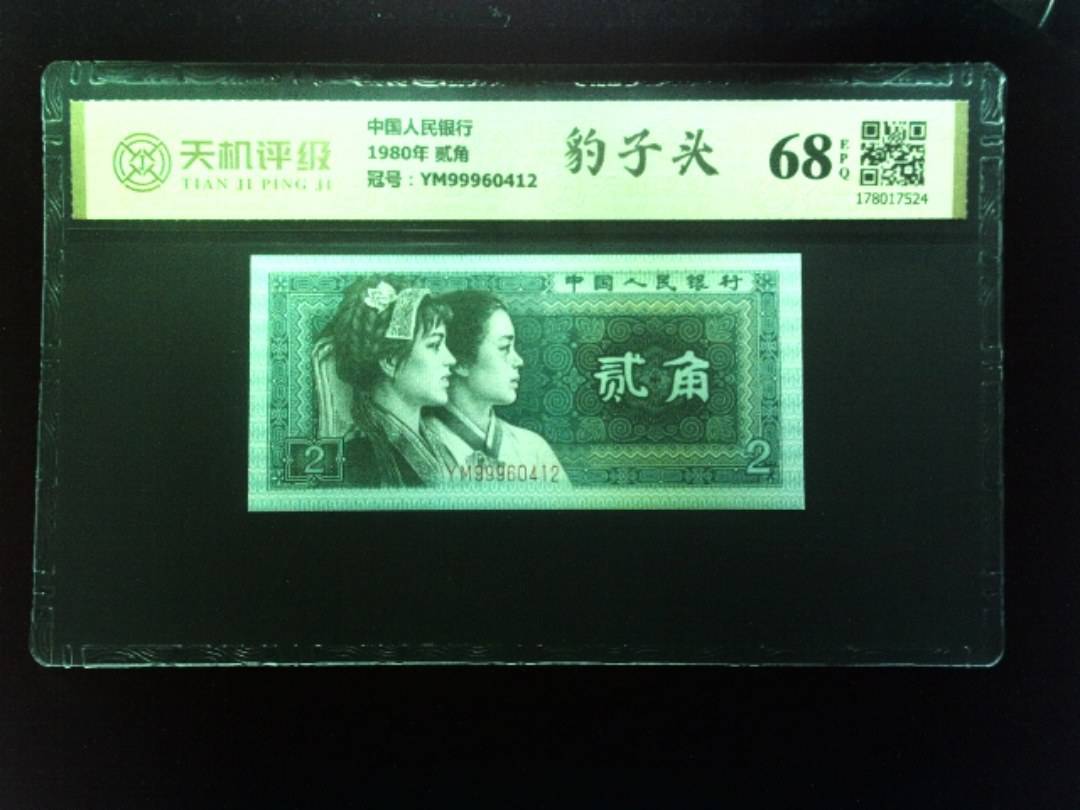 天机评级
TIAN JI PING JI
中国人民银行
1980年 贰角
冠号：YM99960412
豹子头
68
EPQ
178017524
中国人民银行
贰角
2
YM99960412
2